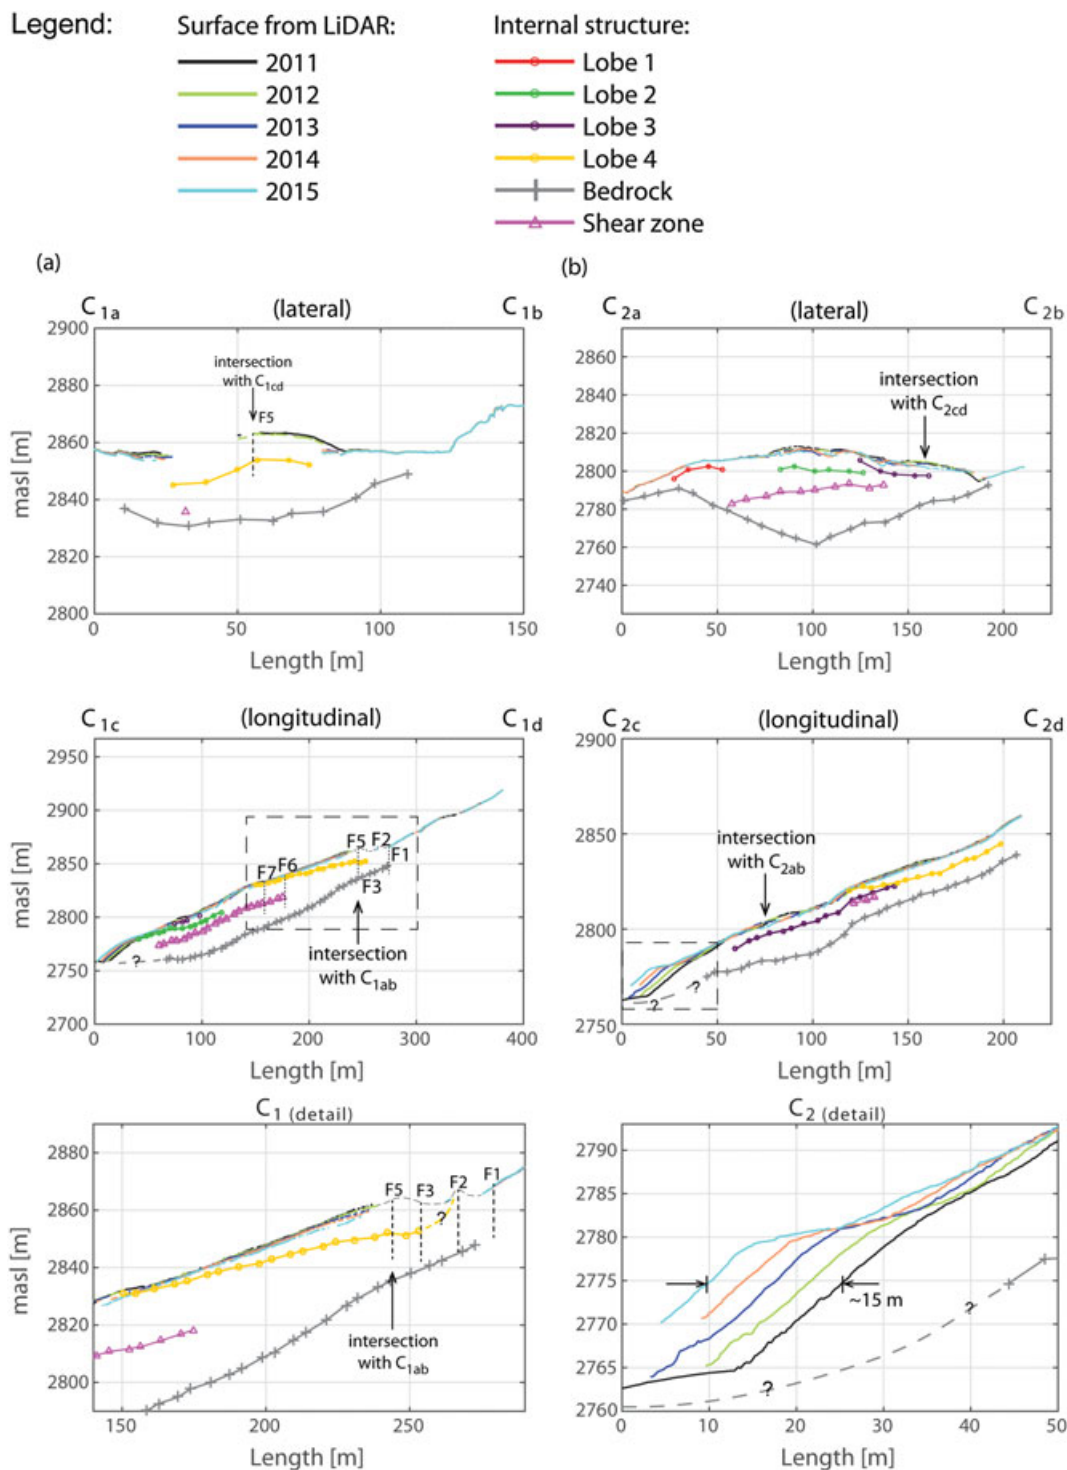 Legend:
Surface from LiDAR:
2011
2012
2013
2014
2015
Internal structure:
Lobe 1
Lobe 2
Lobe 3
Lobe 4
Bedrock
Shear zone
(a)
C1a (lateral) C1b
masl [m]
2900
2880
2860
2840
2820
2800
intersection
with C1cd
F5
0 50 100 150
Length [m]
(b)
C2a (lateral) C2b
2860
2840
2820
2800
2780
2760
2740
intersection
with C2cd
0 50 100 150 200
Length [m]
C1c (longitudinal) C1d
masl [m]
2950
2900
2850
2800
2750
2700
F5 F2
F7 F6 F1
F3
intersection
with C1ab
?
0 100 200 300 400
Length [m]
C2c (longitudinal) C2d
2900
2850
2800
2750
intersection
with C2ab
?
?
0 50 100 150 200
Length [m]
C1 (detail)
masl [m]
2880
2860
2840
2820
2800
F5 F3 F2 F1
?
intersection
with C1ab
150 200 250
Length [m]
C2 (detail)
2790
2785
2780
2775
2770
2765
2760
~15 m
?
?
0 10 20 30 40 50
Length [m]